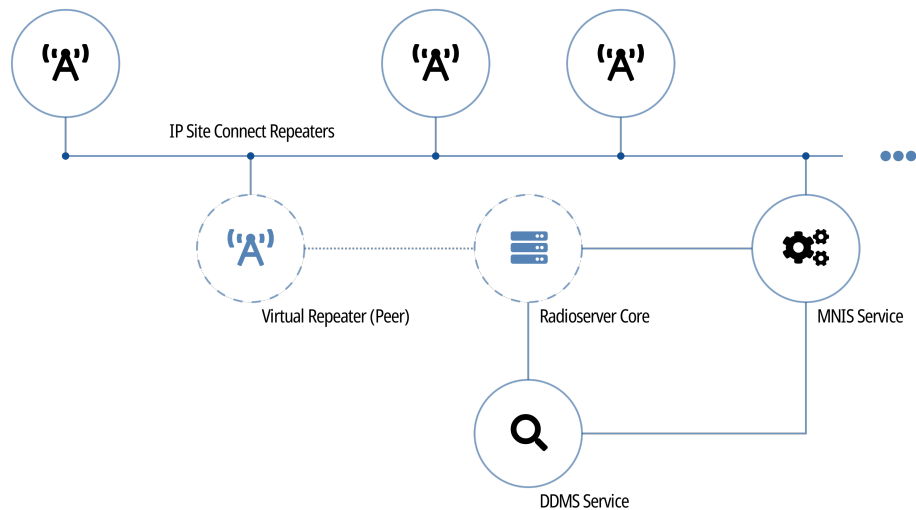 IP Site Connect Repeaters
Virtual Repeater (Peer)
Radioserver Core
MNIS Service
DDMS Service